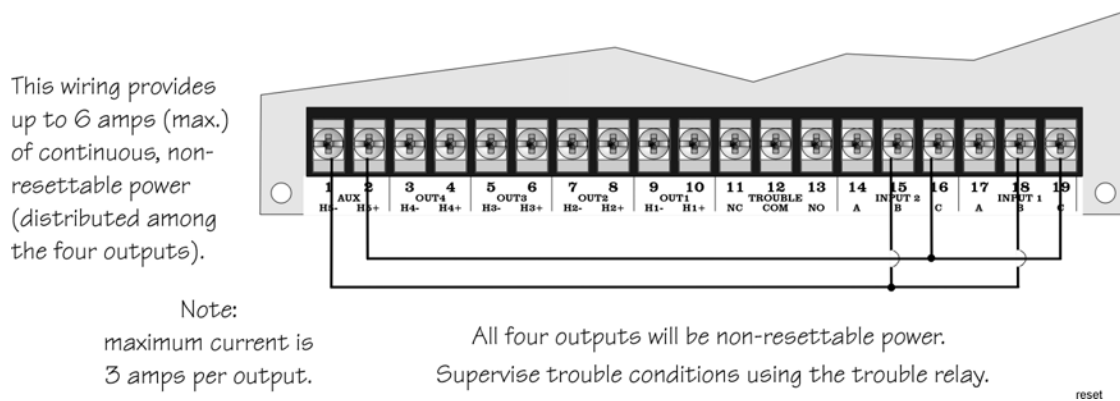 This wiring provides
up to 6 amps (max.)
of continuous, non-
resettable power
(distributed among
the four outputs).
1 2 3 4 5 6 7 8 9 10 11 12 13 14 15 16 17 18 19
AUX OUT4 OUT3 OUT2 OUT1 TROUBLE INPUT 2 INPUT 1
H5- H5+ H4- H4+ H3- H3+ H2- H2+ H1- H1+ NC COM NO A B C A B C
Note:
maximum current is
3 amps per output.
All four outputs will be non-resettable power.
Supervise trouble conditions using the trouble relay.
reset